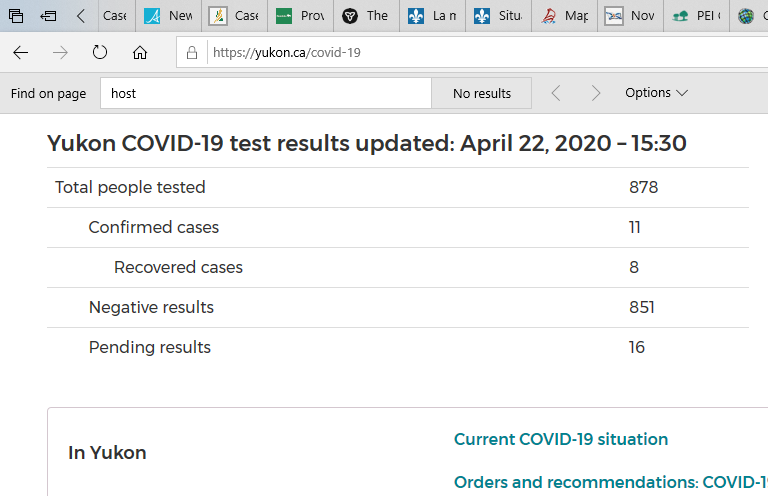 Case New Case Prov The La m Situ Map Nov PEI
https://yukon.ca/covid-19
Find on page host No results Options
Yukon COVID-19 test results updated: April 22, 2020 – 15:30
Total people tested 878
Confirmed cases 11
Recovered cases 8
Negative results 851
Pending results 16
In Yukon
Current COVID-19 situation
Orders and recommendations: COVID-1